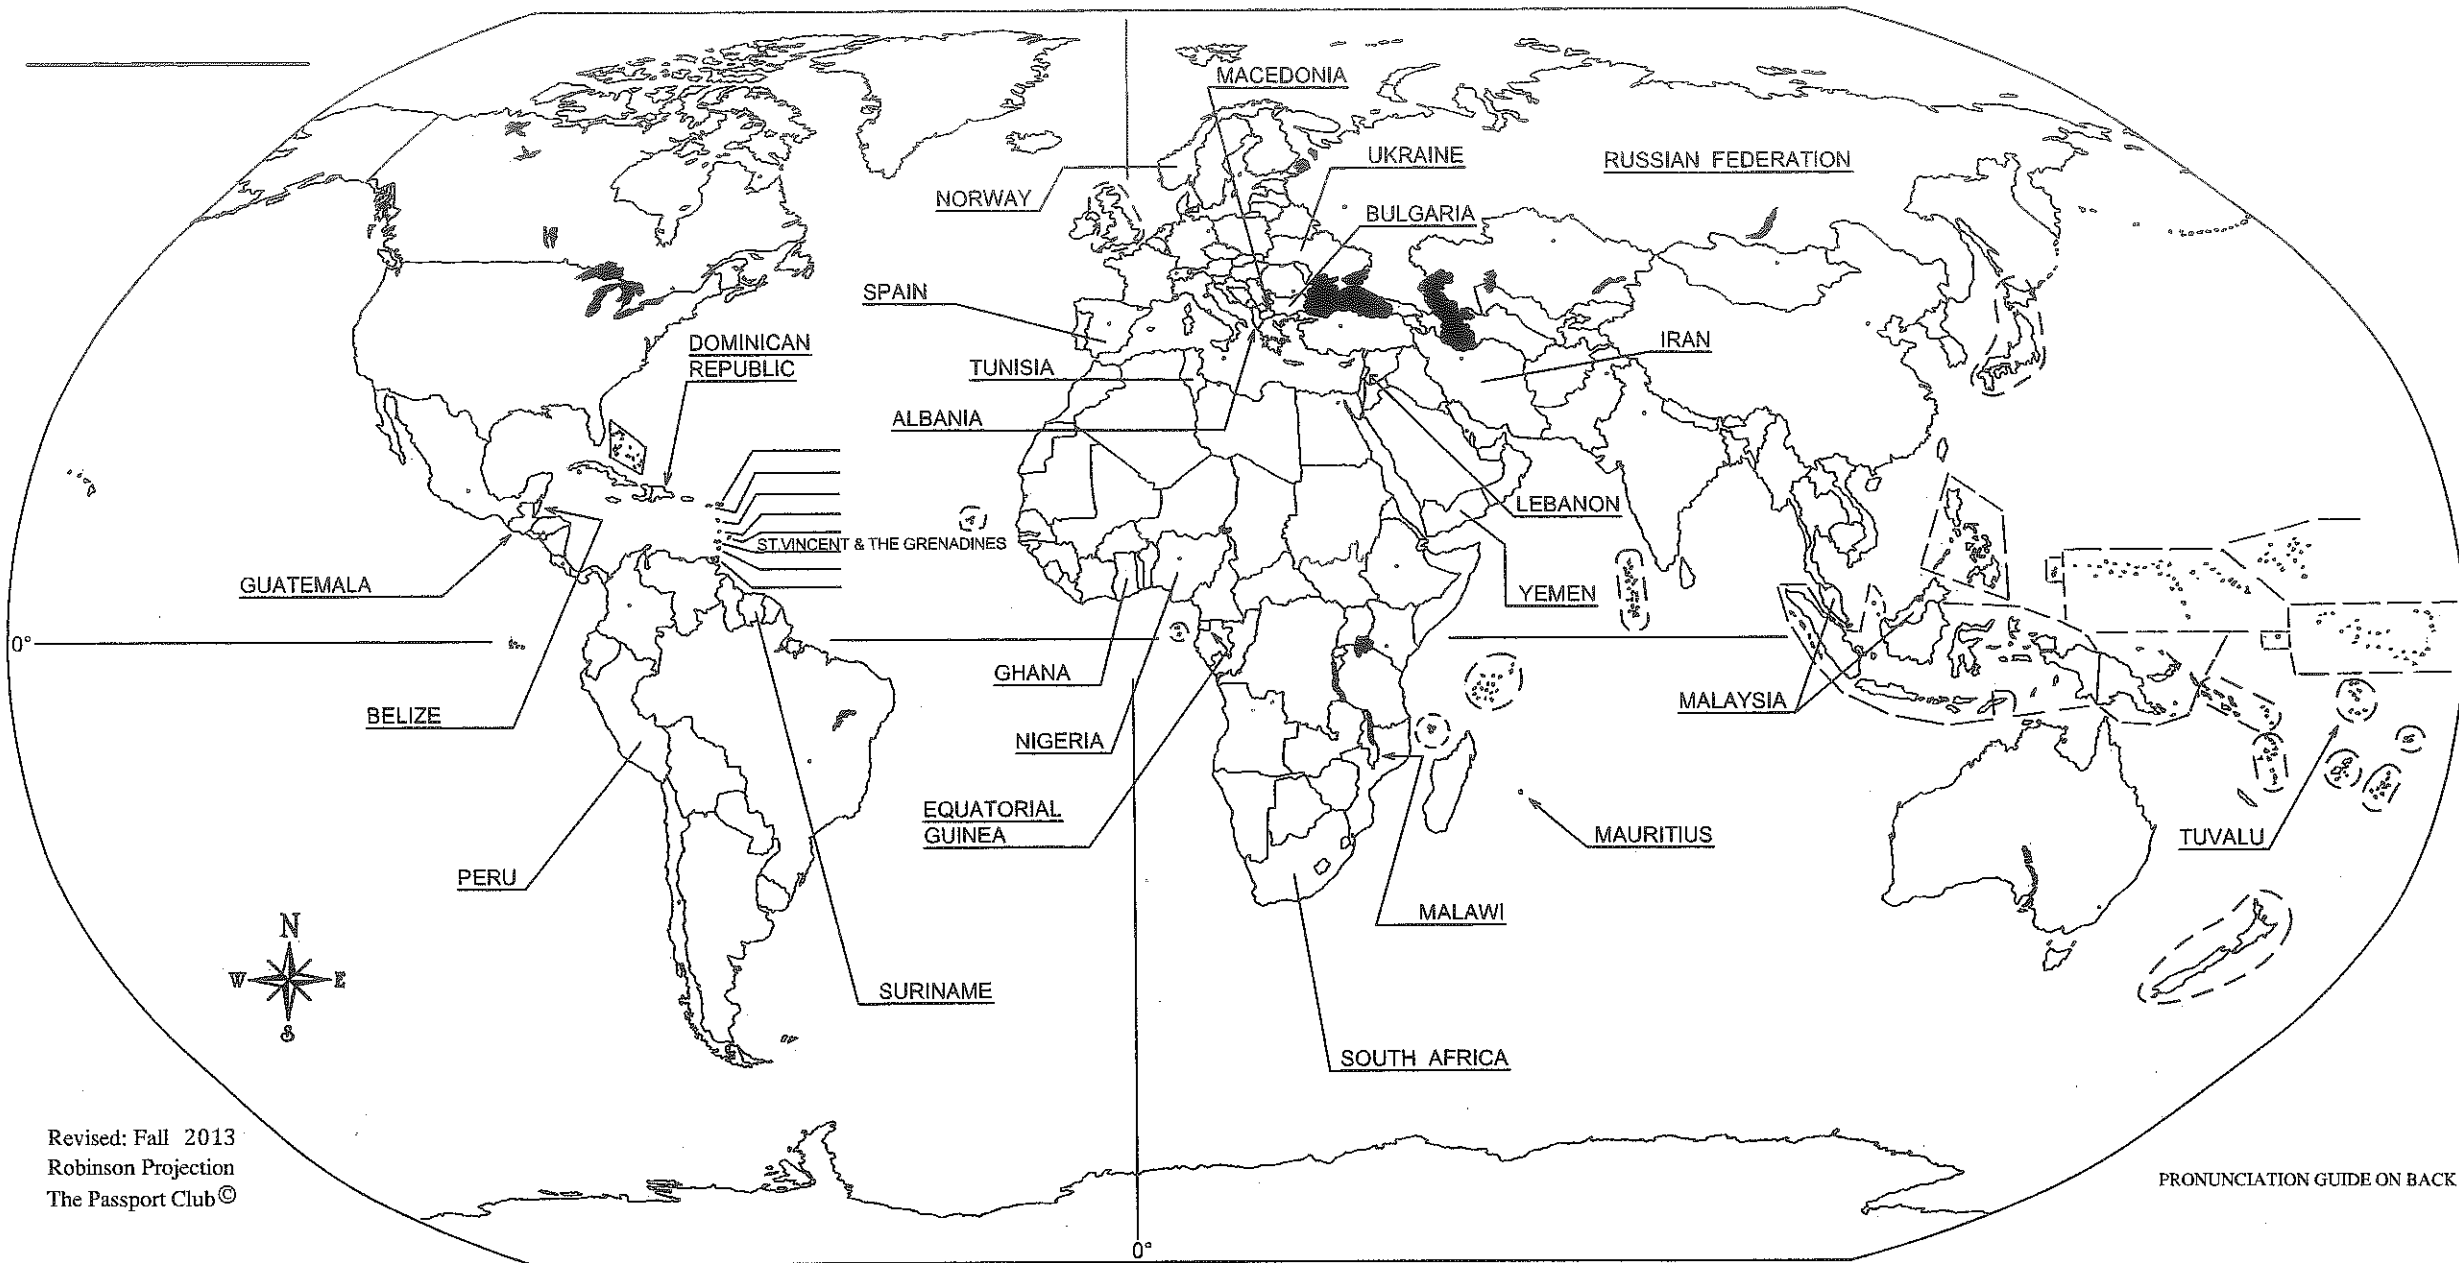 MACEDONIA
UKRAINE
RUSSIAN FEDERATION
NORWAY
BULGARIA
SPAIN
DOMINICAN
REPUBLIC
IRAN
TUNISIA
ALBANIA
LEBANON
ST.VINCENT & THE GRENADINES
GUATEMALA
YEMEN
0°
GHANA
MALAYSIA
BELIZE
NIGERIA
EQUATORIAL
GUINEA
MAURITIUS
TUVALU
PERU
MALAWI
N
W E
S
SURINAME
SOUTH AFRICA
Revised: Fall 2013
Robinson Projection
The Passport Club©
PRONUNCIATION GUIDE ON BACK
0°